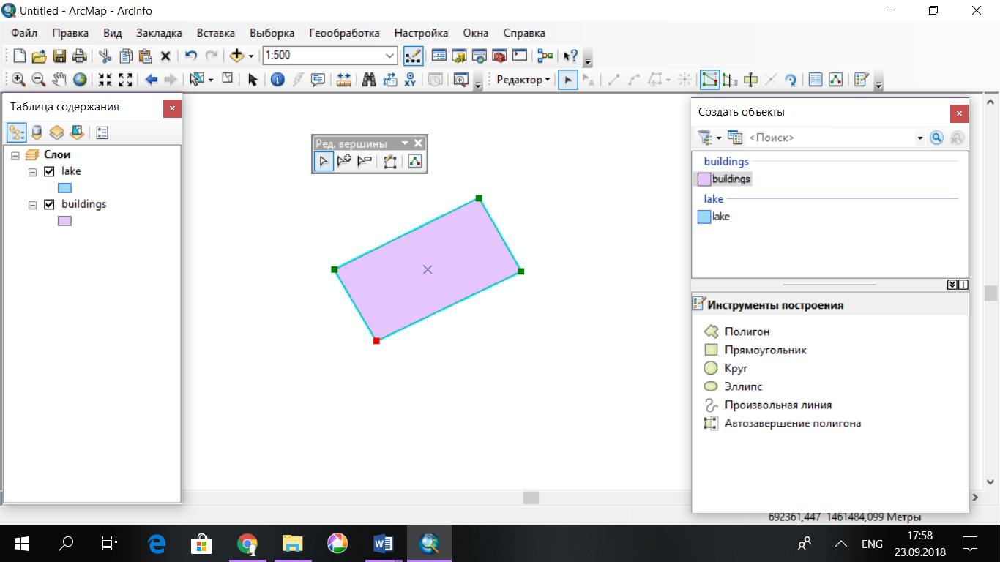 Untitled - ArcMap - ArcInfo
Файл Правка Вид Закладка Вставка Выборка Геообработка Настройка Окна Справка
1:500
Редактор
Таблица содержания
Слои
lake
buildings
Ред. вершины
Создать объекты
<Поиск>
buildings
buildings
lake
lake
Инструменты построения
Полигон
Прямоугольник
Круг
Эллипс
Произвольная линия
Автозавершение полигона
692361,447 1461484,099 Метры
ENG
17:58
23.09.2018